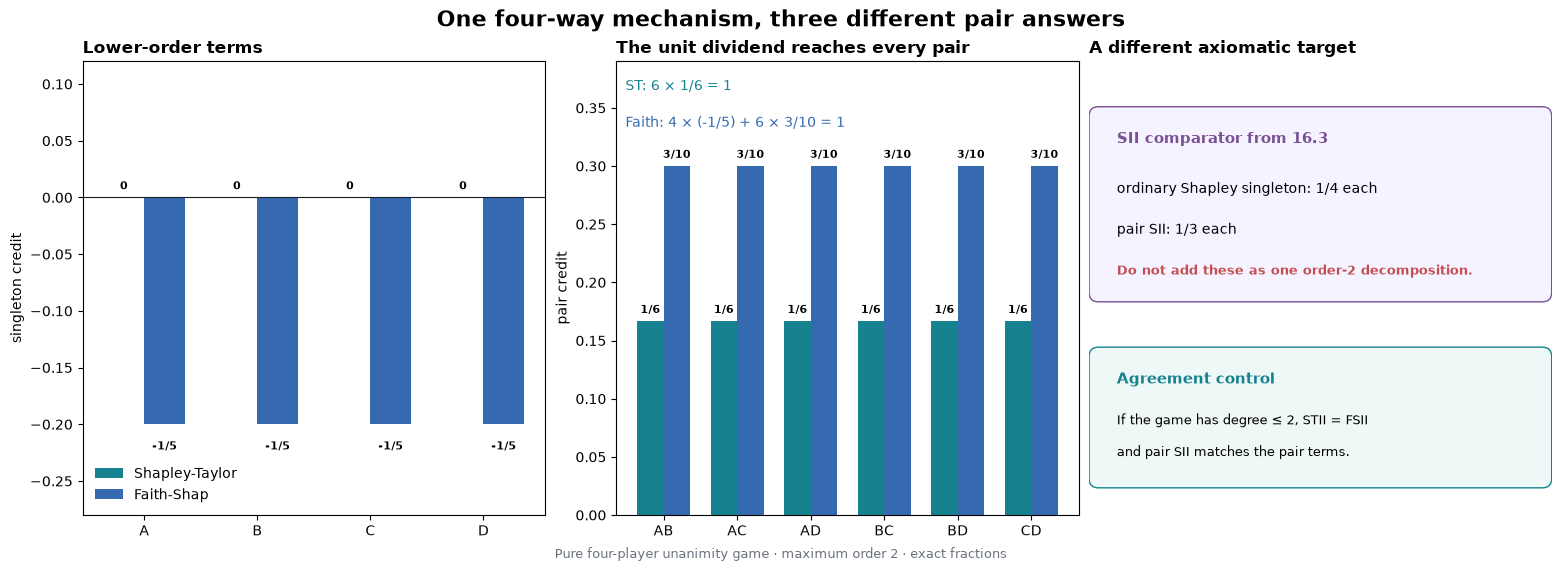 One four-way mechanism, three different pair answers
Lower-order terms
singleton credit
0.10
0.05
0.00
−0.05
−0.10
−0.15
−0.20
−0.25
0
0
0
0
-1/5
-1/5
-1/5
-1/5
Shapley-Taylor
Faith-Shap
A
B
C
D
The unit dividend reaches every pair
pair credit
0.35
0.30
0.25
0.20
0.15
0.10
0.05
0.00
ST: 6 × 1/6 = 1
Faith: 4 × (-1/5) + 6 × 3/10 = 1
3/10
3/10
3/10
3/10
3/10
3/10
1/6
1/6
1/6
1/6
1/6
1/6
AB
AC
AD
BC
BD
CD
A different axiomatic target
SII comparator from 16.3
ordinary Shapley singleton: 1/4 each
pair SII: 1/3 each
Do not add these as one order-2 decomposition.
Agreement control
If the game has degree ≤ 2, STII = FSII
and pair SII matches the pair terms.
Pure four-player unanimity game · maximum order 2 · exact fractions